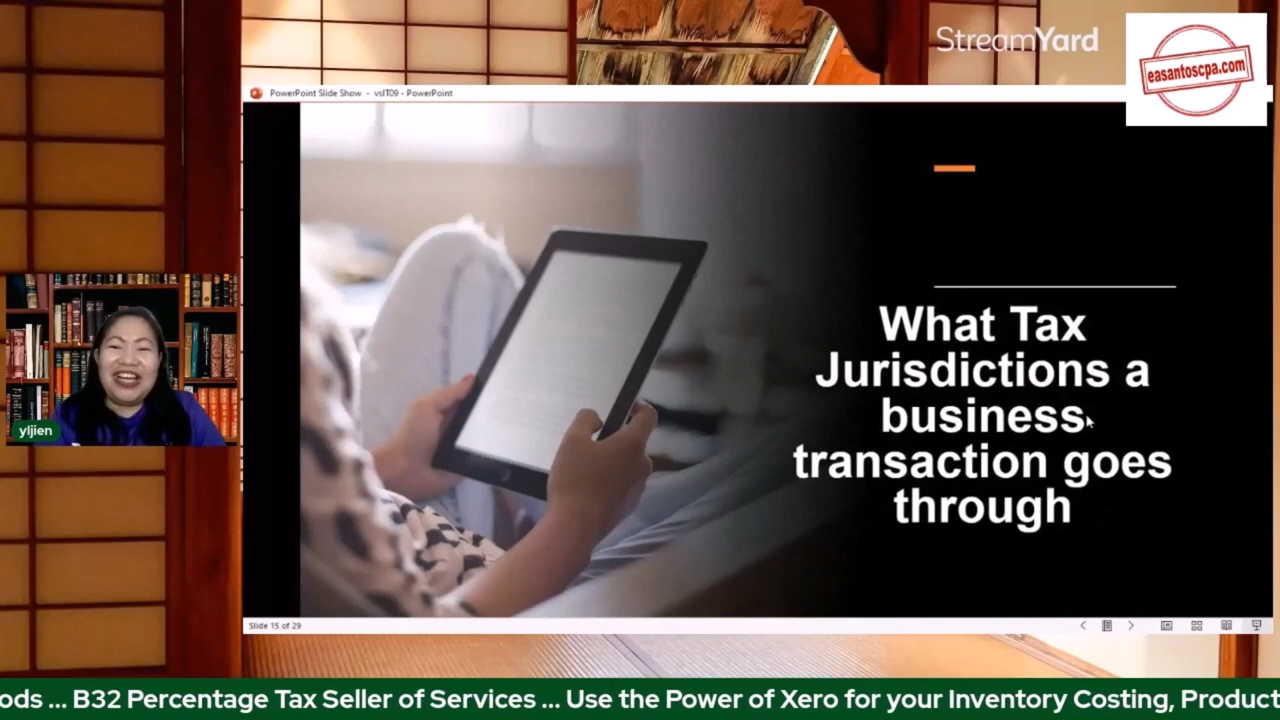 StreamYard
easantoscpa.com
PowerPoint Slide Show - vsIT09 - PowerPoint
What Tax
Jurisdictions a
business
transaction goes
through
yljien
Slide 15 of 29
ods ... B32 Percentage Tax Seller of Services ... Use the Power of Xero for your Inventory Costing, Product